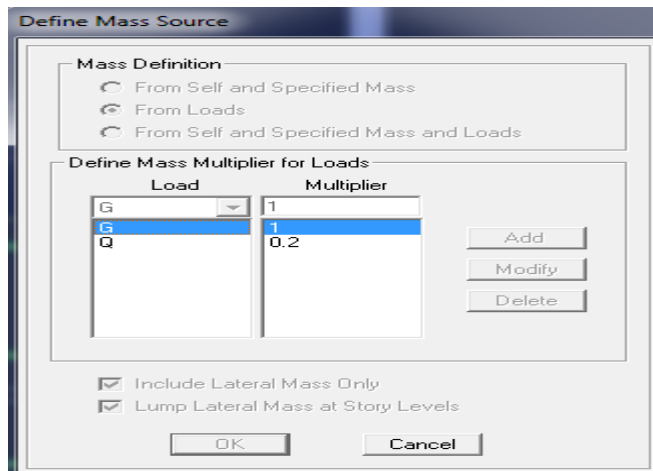 Define Mass Source
Mass Definition
From Self and Specified Mass
From Loads
From Self and Specified Mass and Loads
Define Mass Multiplier for Loads
Load Multiplier
G 1
G 1
Q 0.2
Add
Modify
Delete
Include Lateral Mass Only
Lump Lateral Mass at Story Levels
OK Cancel